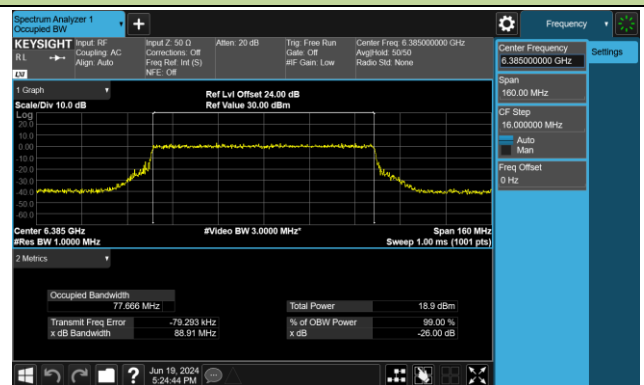 Spectrum Analyzer 1
Occupied BW
+
Frequency
KEYSIGHT
R L
LXI
Input: RF
Coupling: AC
Align: Auto
Input Z: 50 Ω
Corrections: Off
Freq Ref: Int (S)
NFE: Off
Atten: 20 dB
Trig: Free Run
Gate: Off
#IF Gain: Low
Center Freq: 6.385000000 GHz
Avg|Hold: 50/50
Radio Std: None
Center Frequency
6.385000000 GHz
Settings
Span
160.00 MHz
CF Step
16.000000 MHz
Auto
Man
Freq Offset
0 Hz
1 Graph
Scale/Div 10.0 dB
Ref Lvl Offset 24.00 dB
Ref Value 30.00 dBm
Log
20.0
10.0
0.00
-10.0
-20.0
-30.0
-40.0
-50.0
-60.0
Center 6.385 GHz
#Res BW 1.0000 MHz
#Video BW 3.0000 MHz*
Span 160 MHz
Sweep 1.00 ms (1001 pts)
2 Metrics
Occupied Bandwidth
77.666 MHz
Total Power 18.9 dBm
Transmit Freq Error -79.293 kHz
% of OBW Power 99.00 %
x dB Bandwidth 88.91 MHz
x dB -26.00 dB
?
Jun 19, 2024
5:24:44 PM